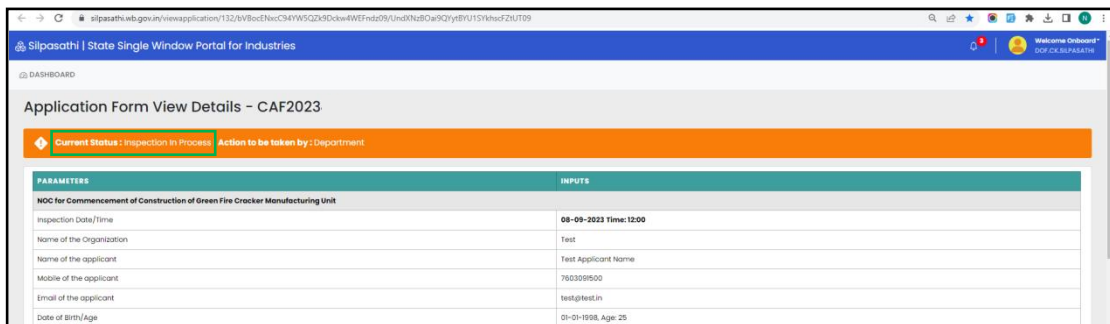 silpasathi.wb.gov.in/viewapplication/132/bVBocENxcC94YW5QZk9Dckw4WEFndz09/UndXNzBOai9QYytBYU1SYkhscFZtUT09
Silpasathi | State Single Window Portal for Industries
3
Welcome Onboard
DOF.CK.SILPASATHI
N
DASHBOARD
Application Form View Details - CAF2023
Current Status : Inspection In Process Action to be taken by : Department
PARAMETERS INPUTS
NOC for Commencement of Construction of Green Fire Cracker Manufacturing Unit
Inspection Date/Time 08-09-2023 Time: 12:00
Name of the Organization Test
Name of the applicant Test Applicant Name
Mobile of the applicant 7603091500
Email of the applicant test@test.in
Date of Birth/Age 01-01-1998, Age: 25